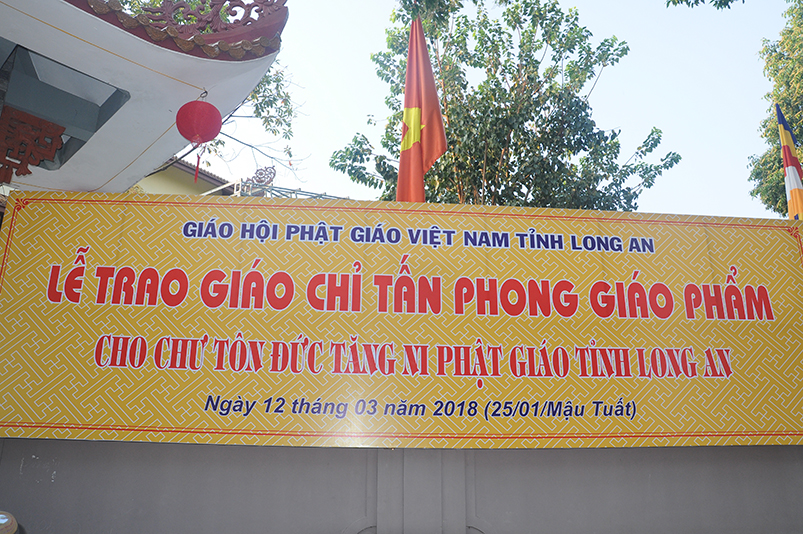 GIÁO HỘI PHẬT GIÁO VIỆT NAM TỈNH LONG AN
LỄ TRAO GIÁO CHỈ TẤN PHONG GIÁO PHẨM
CHO CHƯ TÔN ĐỨC TĂNG NI PHẬT GIÁO TỈNH LONG AN
Ngày 12 tháng 03 năm 2018 (25/01/Mậu Tuất)